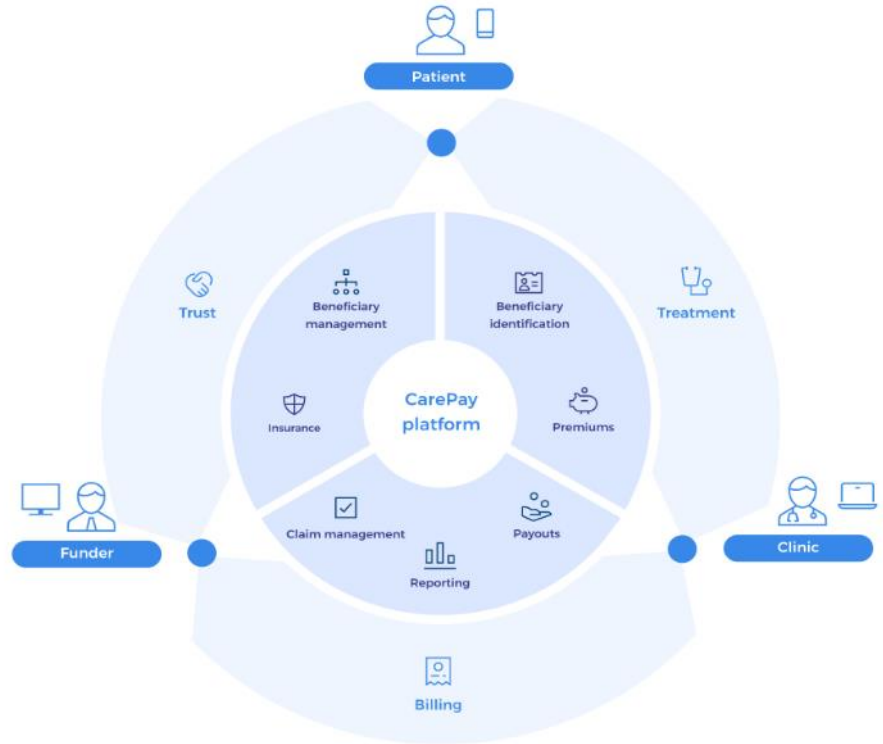 Patient
Trust
Beneficiary
management
Beneficiary
identification
Treatment
Insurance
CarePay
platform
Premiums
Funder
Claim management
Payouts
Reporting
Clinic
Billing